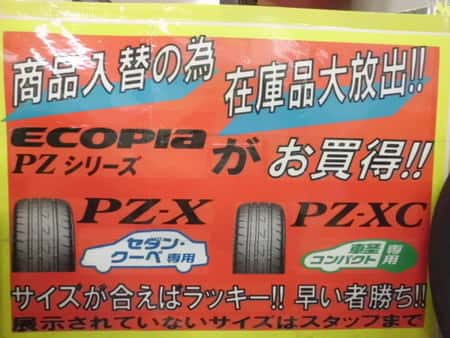 商品入替の為
在庫品大放出!!
ECOPIA
PZ シリーズ
が お買得!!
PZ-X
セダン・クーペ専用
PZ-XC
軽・コンパクト専用
サイズが合えばラッキー!! 早い者勝ち!!
展示されていないサイズはスタッフまで